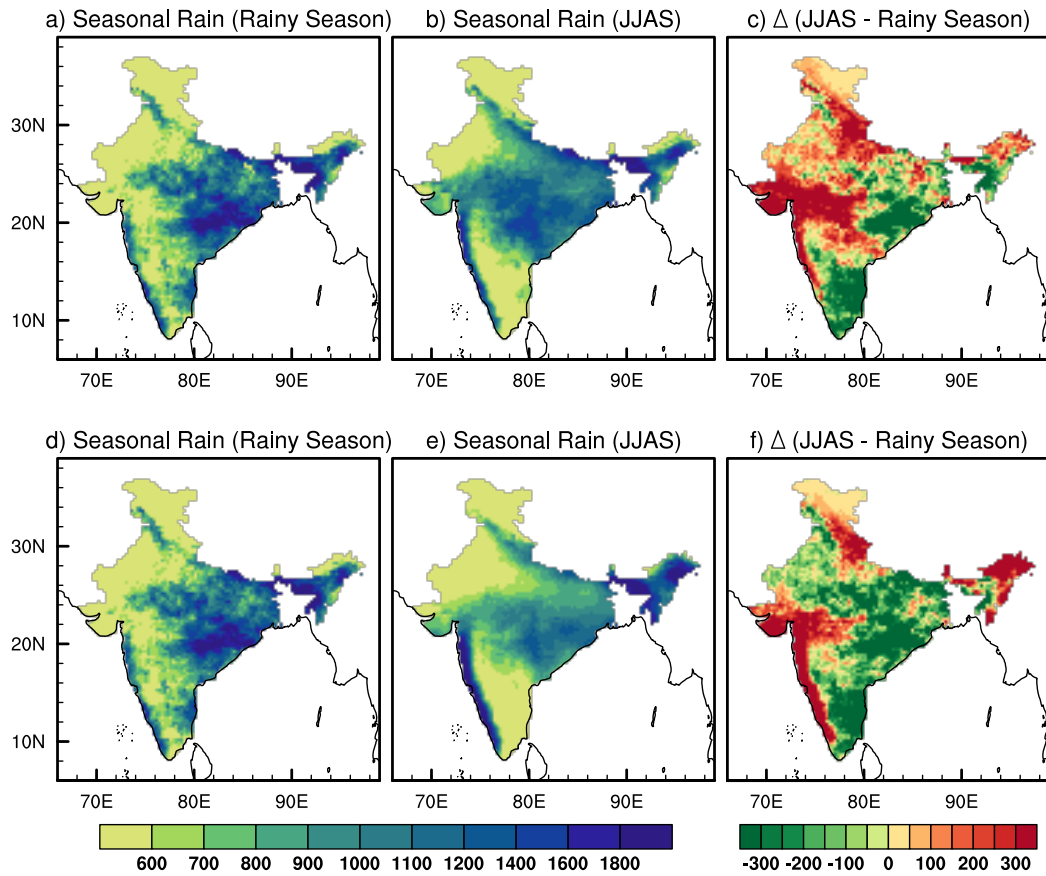 a) Seasonal Rain (Rainy Season)
b) Seasonal Rain (JJAS)
c) Δ (JJAS - Rainy Season)
30N
20N
10N
70E 80E 90E
70E 80E 90E
70E 80E 90E
d) Seasonal Rain (Rainy Season)
e) Seasonal Rain (JJAS)
f) Δ (JJAS - Rainy Season)
30N
20N
10N
70E 80E 90E
70E 80E 90E
70E 80E 90E
600 700 800 900 1000 1100 1200 1400 1600 1800
-300 -200 -100 0 100 200 300